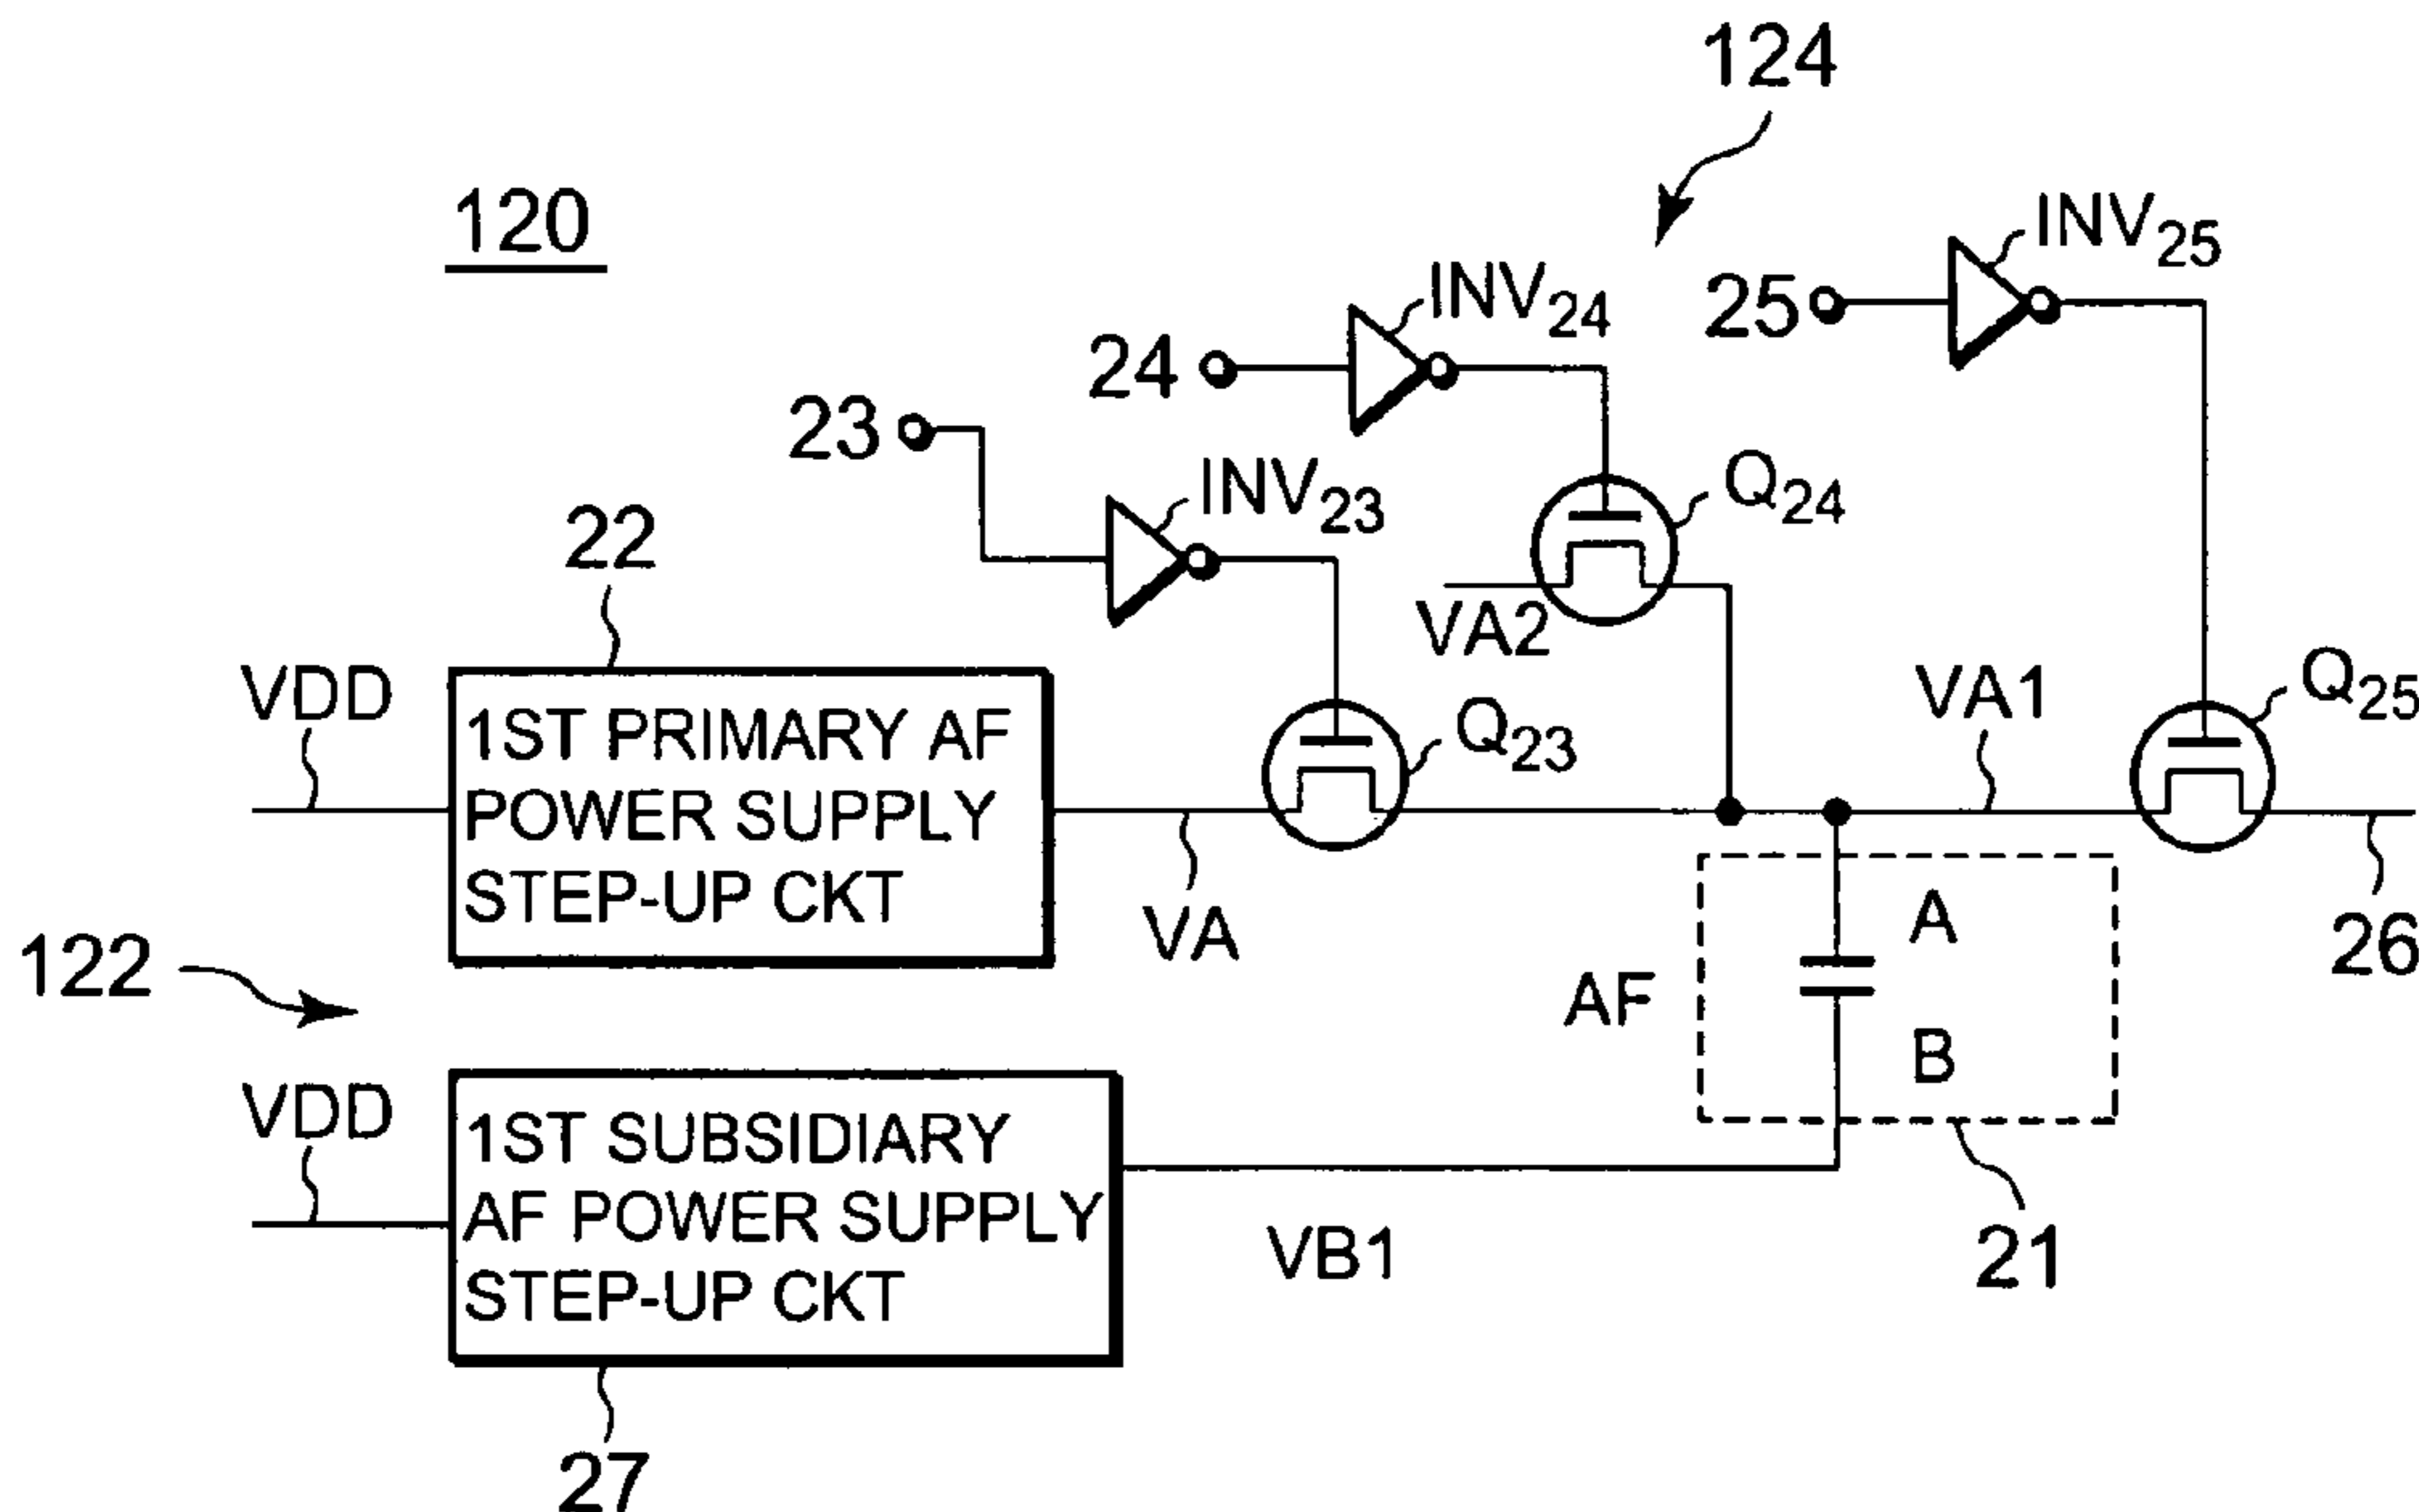 124
120
INV25
25
INV24
24
23
INV23
Q24
22
VA2
VDD
VA1
Q25
Q23
1ST PRIMARY AF
POWER SUPPLY
STEP-UP CKT
VA
A
26
122
AF
B
VDD
1ST SUBSIDIARY
AF POWER SUPPLY
STEP-UP CKT
VB1
21
27